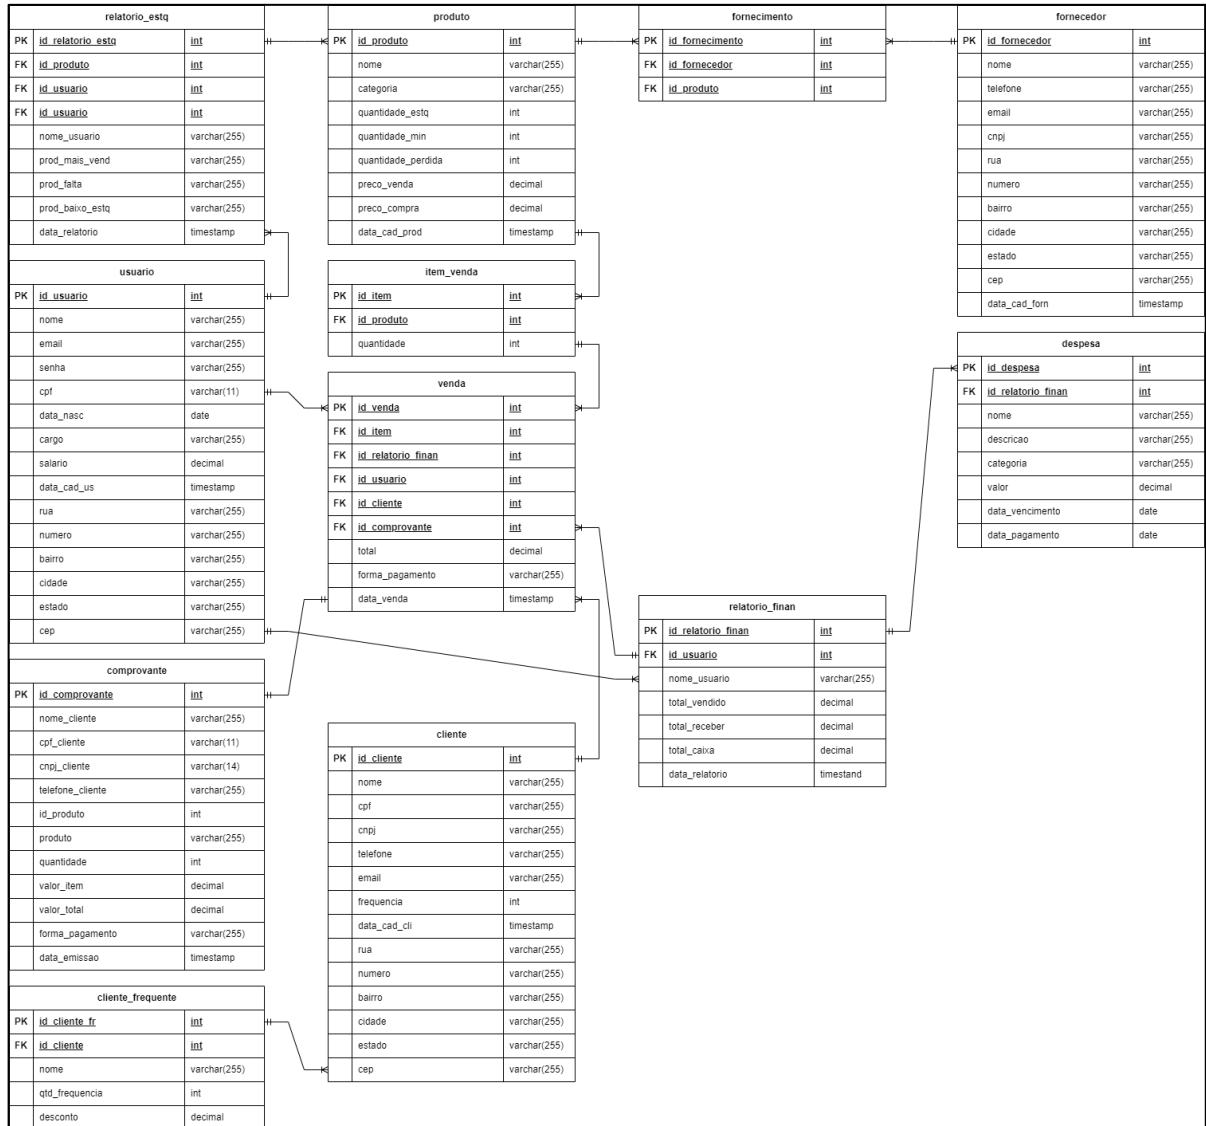 relatorio_estq
PK id_relatorio_estq int
FK id_produto int
FK id_usuario int
FK id_usuario int
nome_usuario varchar(255)
prod_mais_vend varchar(255)
prod_falta varchar(255)
prod_baixo_estq varchar(255)
data_relatorio timestamp
usuario
PK id_usuario int
nome varchar(255)
email varchar(255)
senha varchar(255)
cpf varchar(11)
data_nasc date
cargo varchar(255)
salario decimal
data_cad_us timestamp
rua varchar(255)
numero varchar(255)
bairro varchar(255)
cidade varchar(255)
estado varchar(255)
cep varchar(255)
comprovante
PK id_comprovante int
nome_cliente varchar(255)
cpf_cliente varchar(11)
cnpj_cliente varchar(14)
telefone_cliente varchar(255)
id_produto int
produto varchar(255)
quantidade int
valor_item decimal
valor_total decimal
forma_pagamento varchar(255)
data_emissao timestamp
cliente_frequente
PK id_cliente_fr int
FK id_cliente int
nome varchar(255)
qtd_frequencia int
desconto decimal
produto
PK id_produto int
nome varchar(255)
categoria varchar(255)
quantidade_estq int
quantidade_min int
quantidade_perdida int
preco_venda decimal
preco_compra decimal
data_cad_prod timestamp
item_venda
PK id_item int
FK id_produto int
quantidade int
venda
PK id_venda int
FK id_item int
FK id_relatorio_finan int
FK id_usuario int
FK id_cliente int
FK id_comprovante int
total decimal
forma_pagamento varchar(255)
data_venda timestamp
cliente
PK id_cliente int
nome varchar(255)
cpf varchar(255)
cnpj varchar(255)
telefone varchar(255)
email varchar(255)
frequencia int
data_cad_cli timestamp
rua varchar(255)
numero varchar(255)
bairro varchar(255)
cidade varchar(255)
estado varchar(255)
cep varchar(255)
fornecimento
PK id_fornecimento int
FK id_fornecedor int
FK id_produto int
relatorio_finan
PK id_relatorio_finan int
FK id_usuario int
nome_usuario varchar(255)
total_vendido decimal
total_receber decimal
total_caixa decimal
data_relatorio timestand
fornecedor
PK id_fornecedor int
nome varchar(255)
telefone varchar(255)
email varchar(255)
cnpj varchar(255)
rua varchar(255)
numero varchar(255)
bairro varchar(255)
cidade varchar(255)
estado varchar(255)
cep varchar(255)
data_cad_forn timestamp
despesa
PK id_despesa int
FK id_relatorio_finan int
nome varchar(255)
descricao varchar(255)
categoria varchar(255)
valor decimal
data_vencimento date
data_pagamento date